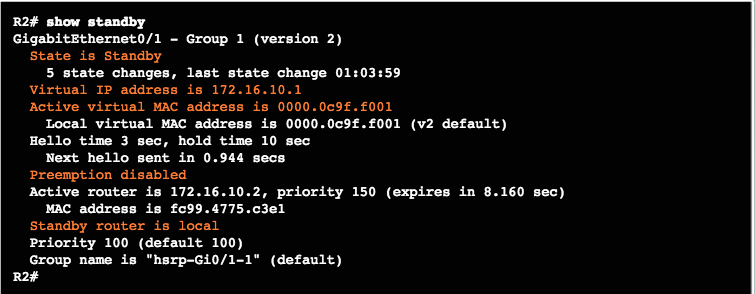 R2# show standby
GigabitEthernet0/1 - Group 1 (version 2)
State is Standby
5 state changes, last state change 01:03:59
Virtual IP address is 172.16.10.1
Active virtual MAC address is 0000.0c9f.f001
Local virtual MAC address is 0000.0c9f.f001 (v2 default)
Hello time 3 sec, hold time 10 sec
Next hello sent in 0.944 secs
Preemption disabled
Active router is 172.16.10.2, priority 150 (expires in 8.160 sec)
MAC address is fc99.4775.c3e1
Standby router is local
Priority 100 (default 100)
Group name is "hsrp-Gi0/1-1" (default)
R2#